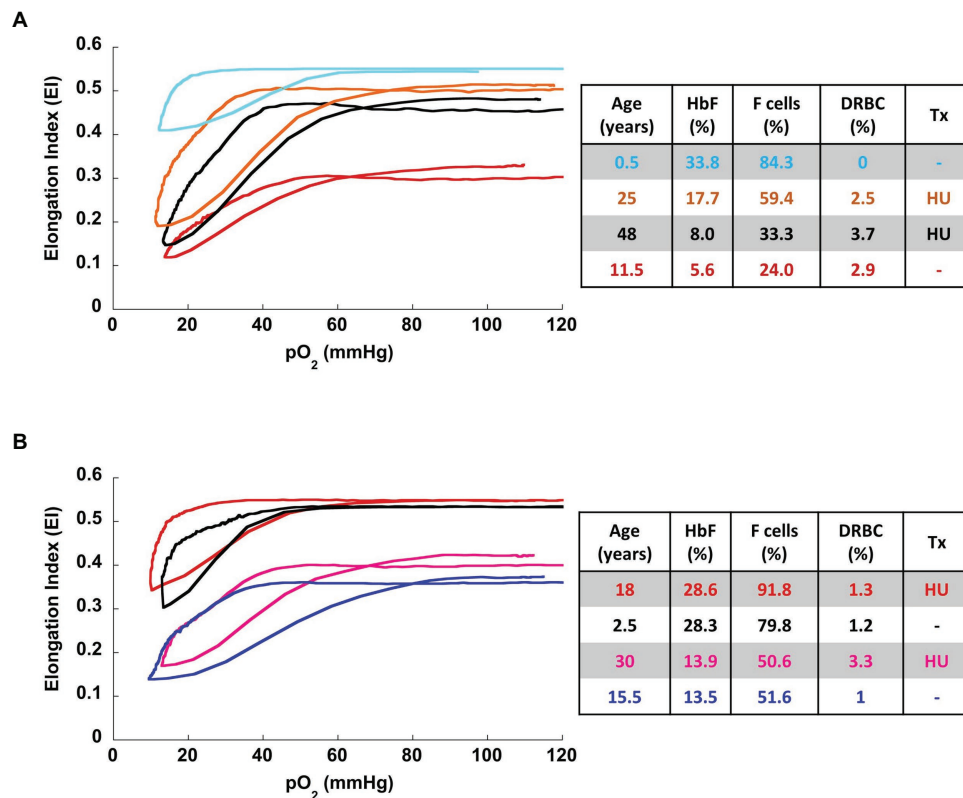 A
0.6
0.5
0.4
0.3
0.2
0.1
0
Elongation Index (EI)
0 20 40 60 80 100 120
pO2 (mmHg)
Age (years) HbF (%) F cells (%) DRBC (%) Tx
0.5 33.8 84.3 0 -
25 17.7 59.4 2.5 HU
48 8.0 33.3 3.7 HU
11.5 5.6 24.0 2.9 -
B
0.6
0.5
0.4
0.3
0.2
0.1
0
Elongation Index (EI)
0 20 40 60 80 100 120
pO2 (mmHg)
Age (years) HbF (%) F cells (%) DRBC (%) Tx
18 28.6 91.8 1.3 HU
2.5 28.3 79.8 1.2 -
30 13.9 50.6 3.3 HU
15.5 13.5 51.6 1 -